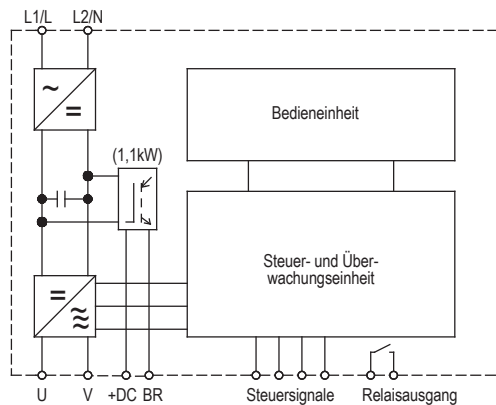 L1/L L2/N
~
=
Bedieneinheit
(1,1kW)
Steuer- und Über-
wachungseinheit
=
≈
U V +DC BR Steuersignale Relaisausgang